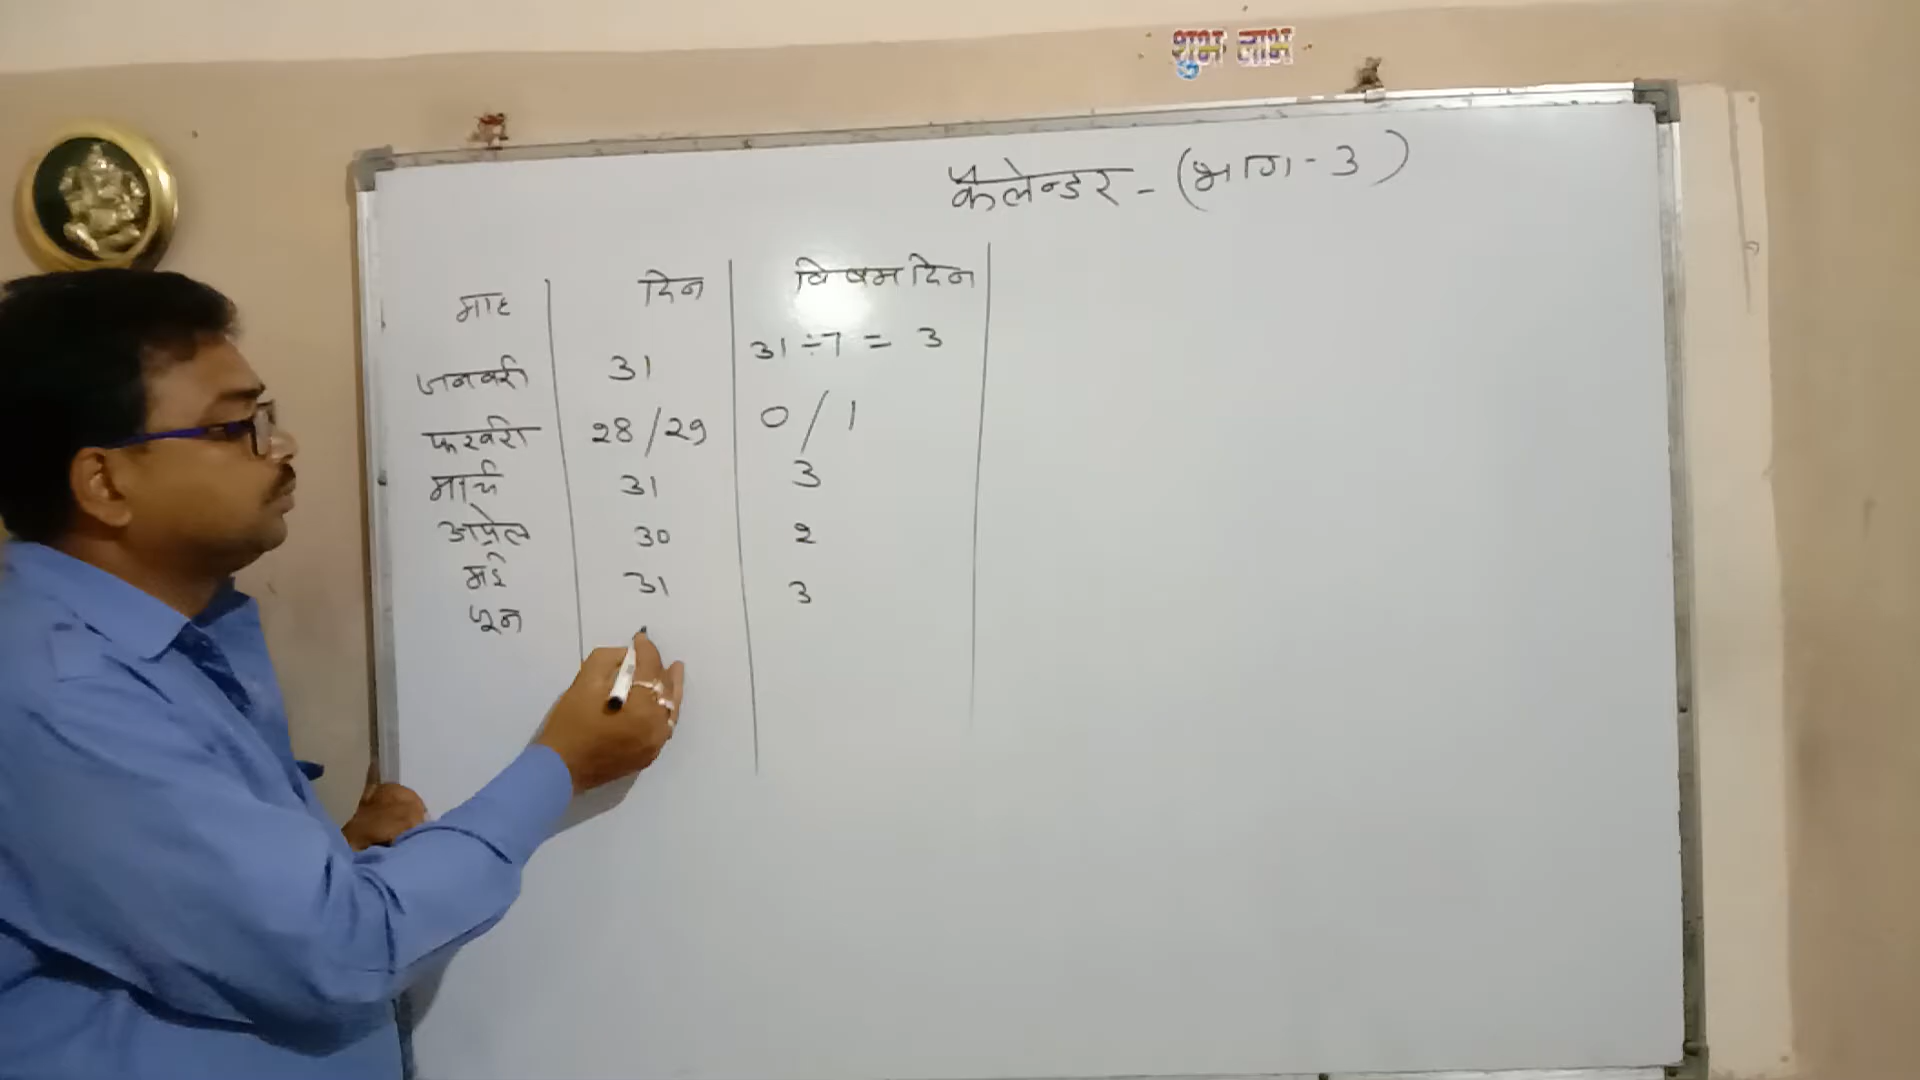 शुभ लाभ
कैलेन्डर - (भाग - 3)
माह दिन विषम दिन
जनवरी 31 31 ÷ 7 = 3
फरवरी 28/29 0/1
मार्च 31 3
अप्रैल 30 2
मई 31 3
जून